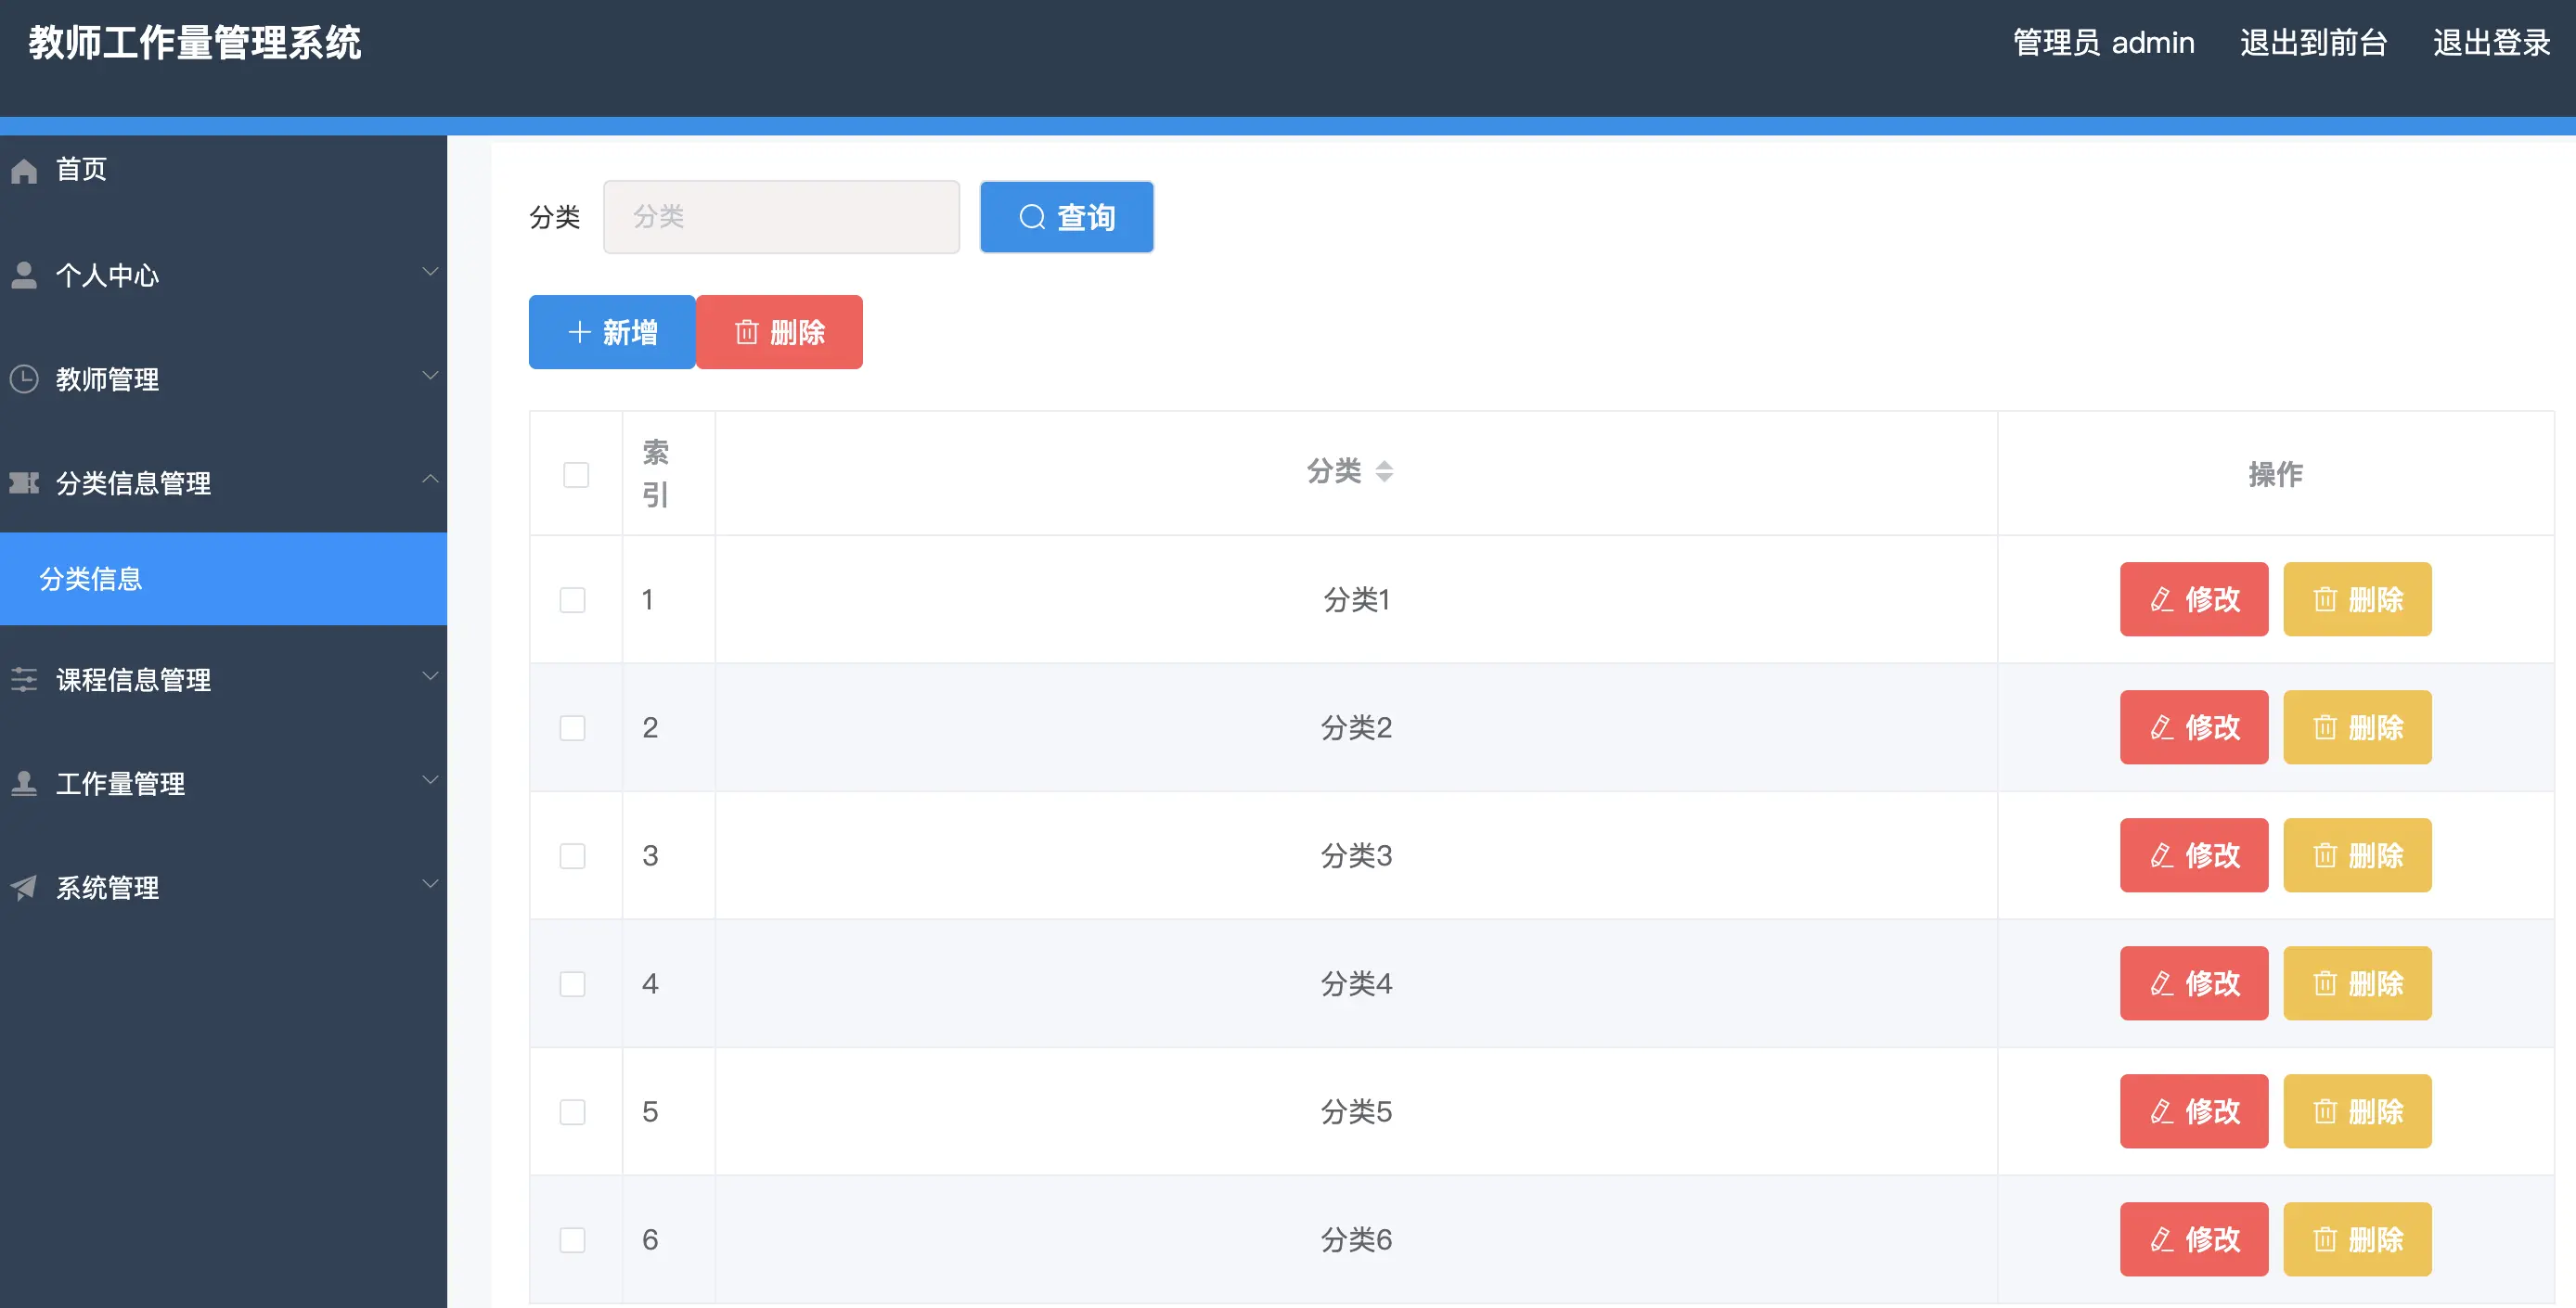 教师工作量管理系统
管理员 admin 退出到前台 退出登录
首页
个人中心
教师管理
分类信息管理
分类信息
课程信息管理
工作量管理
系统管理
分类 分类 查询
新增 删除
索引 分类 操作
1 分类1 修改 删除
2 分类2 修改 删除
3 分类3 修改 删除
4 分类4 修改 删除
5 分类5 修改 删除
6 分类6 修改 删除